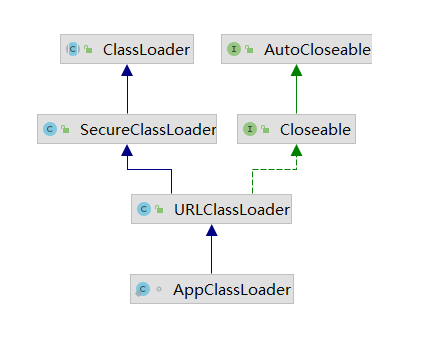 C ClassLoader
I AutoCloseable
C SecureClassLoader
I Closeable
C URLClassLoader
C AppClassLoader